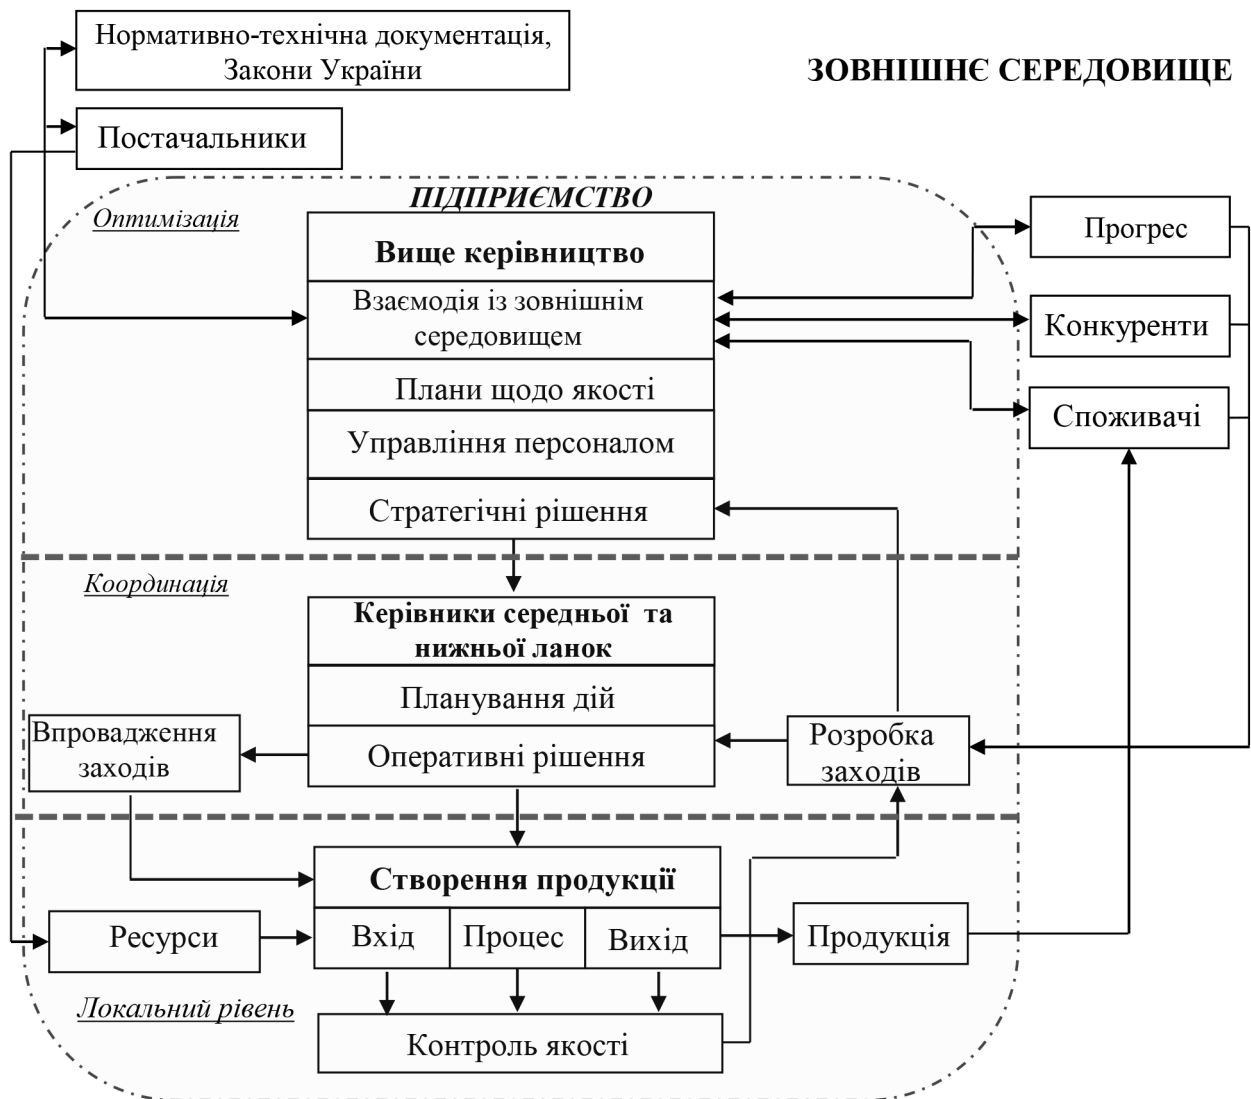 Нормативно-технічна документація,
Закони України
ЗОВНІШНЄ СЕРЕДОВИЩЕ
Постачальники
ПІДПРИЄМСТВО
Оптимізація
Вище керівництво
Взаємодія із зовнішнім
середовищем
Плани щодо якості
Управління персоналом
Стратегічні рішення
Прогрес
Конкуренти
Споживачі
Координація
Керівники середньої та
нижньої ланок
Планування дій
Оперативні рішення
Впровадження
заходів
Розробка
заходів
Створення продукції
Ресурси
Вхід
Процес
Вихід
Продукція
Локальний рівень
Контроль якості